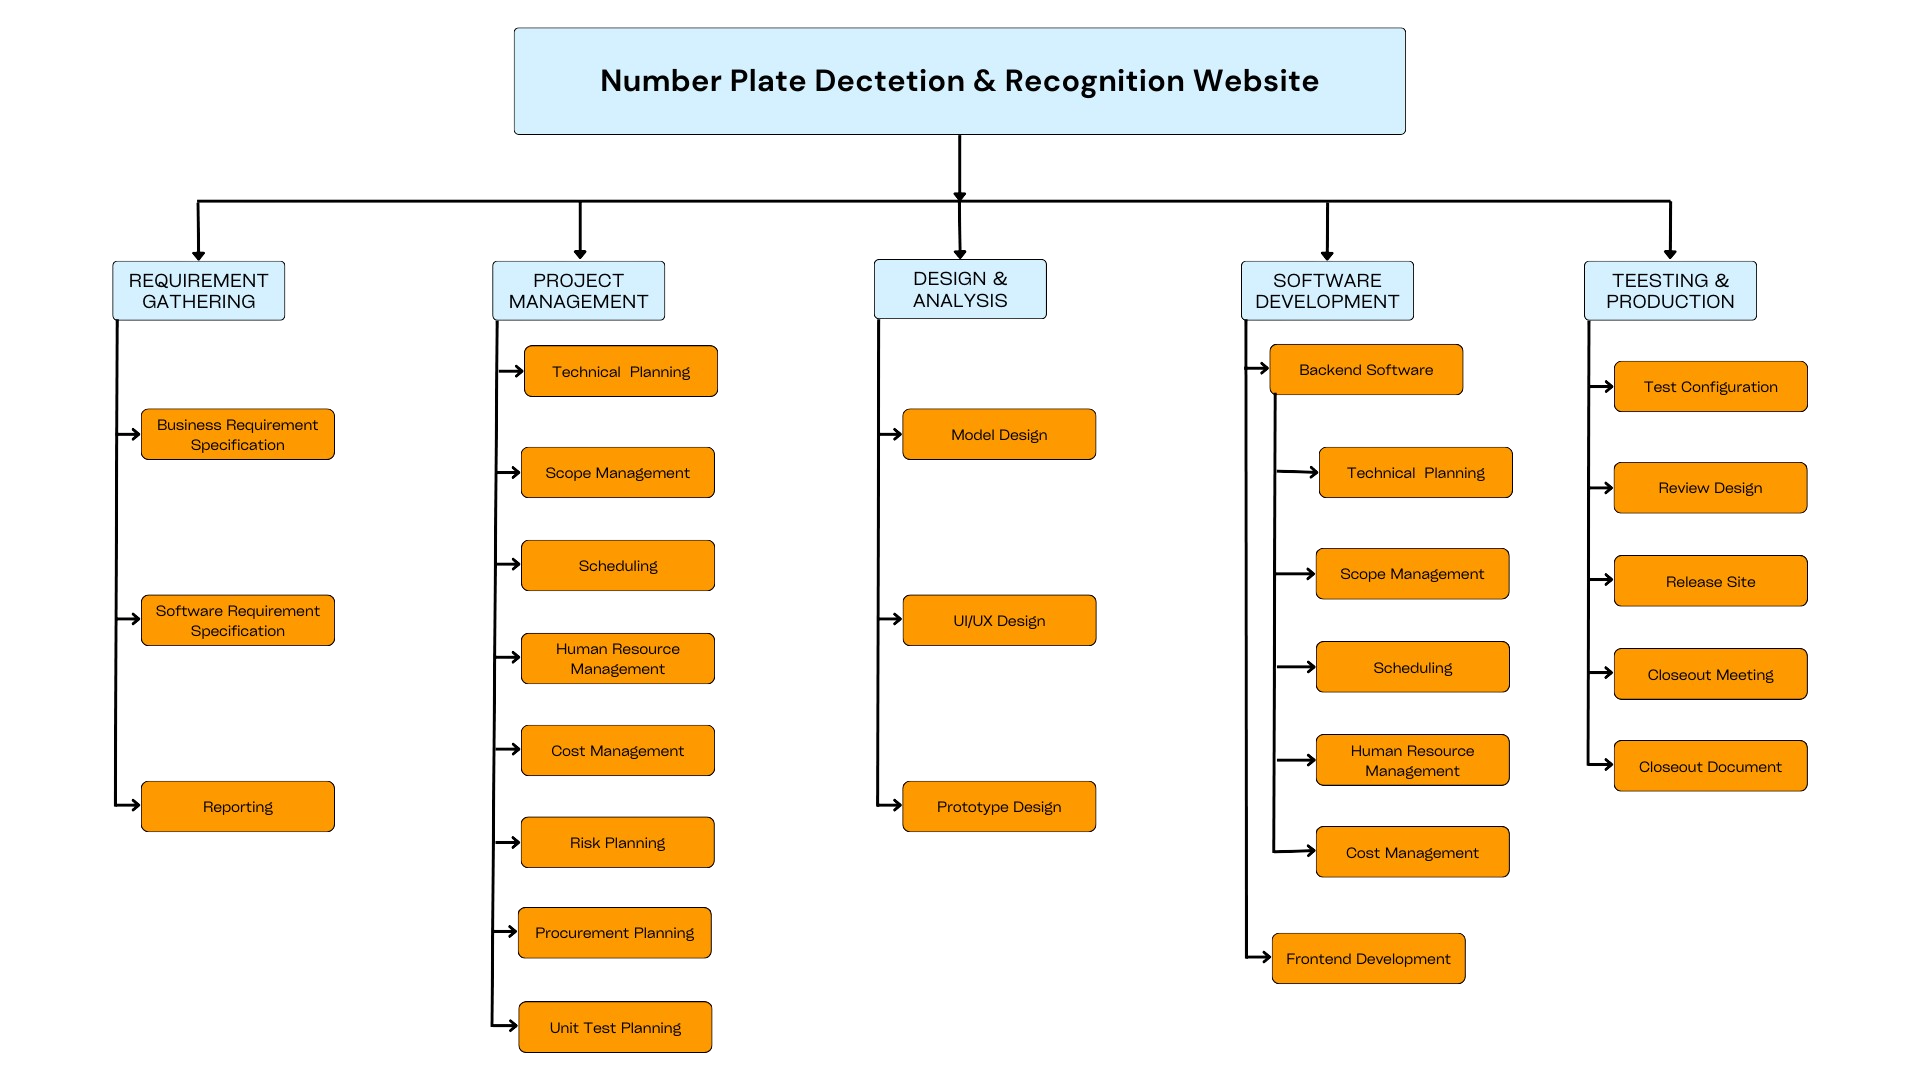 Number Plate Dectetion & Recognition Website
REQUIREMENT
GATHERING
Business Requirement
Specification
Software Requirement
Specification
Reporting
PROJECT
MANAGEMENT
Technical  Planning
Scope Management
Scheduling
Human Resource
Management
Cost Management
Risk Planning
Procurement Planning
Unit Test Planning
DESIGN &
ANALYSIS
Model Design
UI/UX Design
Prototype Design
SOFTWARE
DEVELOPMENT
Backend Software
Technical  Planning
Scope Management
Scheduling
Human Resource
Management
Cost Management
Frontend Development
TEESTING &
PRODUCTION
Test Configuration
Review Design
Release Site
Closeout Meeting
Closeout Document